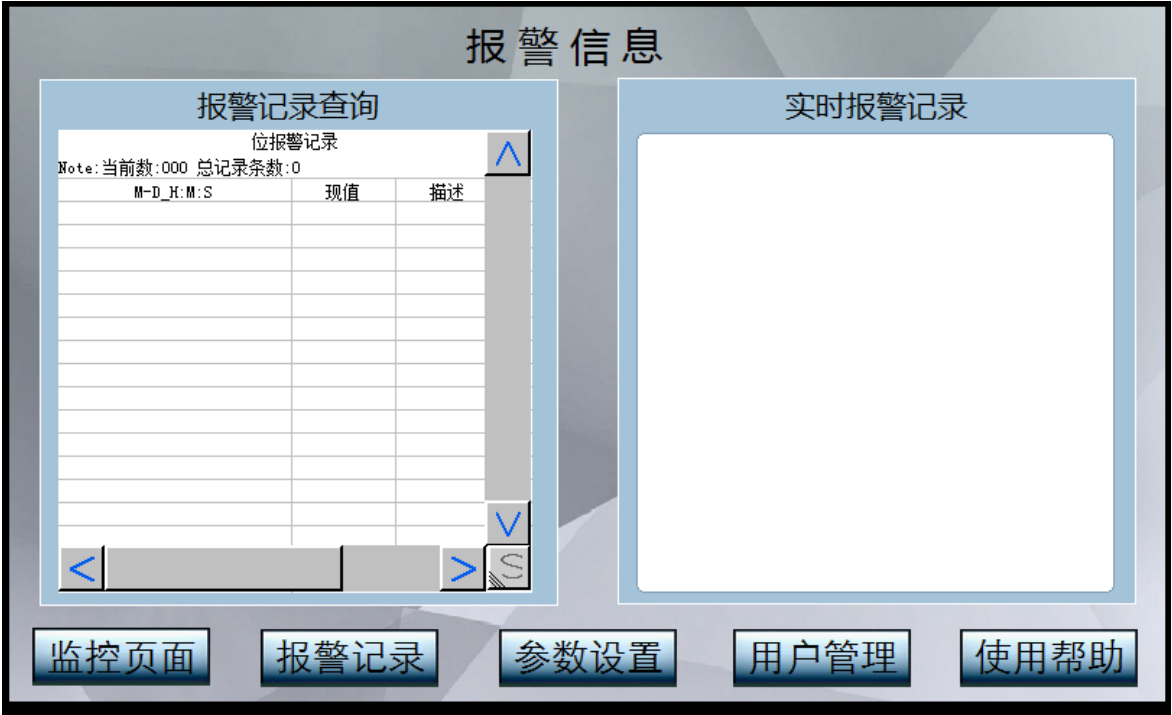 报警信息
报警记录查询
位报警记录
Note:当前数:000 总记录条数:0
M-D_H:M:S 现值 描述
S
实时报警记录
监控页面 报警记录 参数设置 用户管理 使用帮助